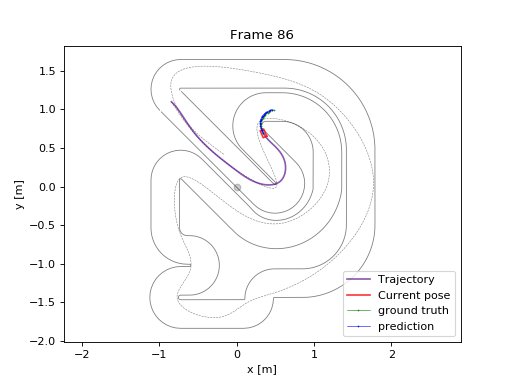 Frame 86
1.5
1.0
0.5
0.0
−0.5
−1.0
−1.5
−2.0
y [m]
−2
−1
0
1
2
x [m]
Trajectory
Current pose
ground truth
prediction